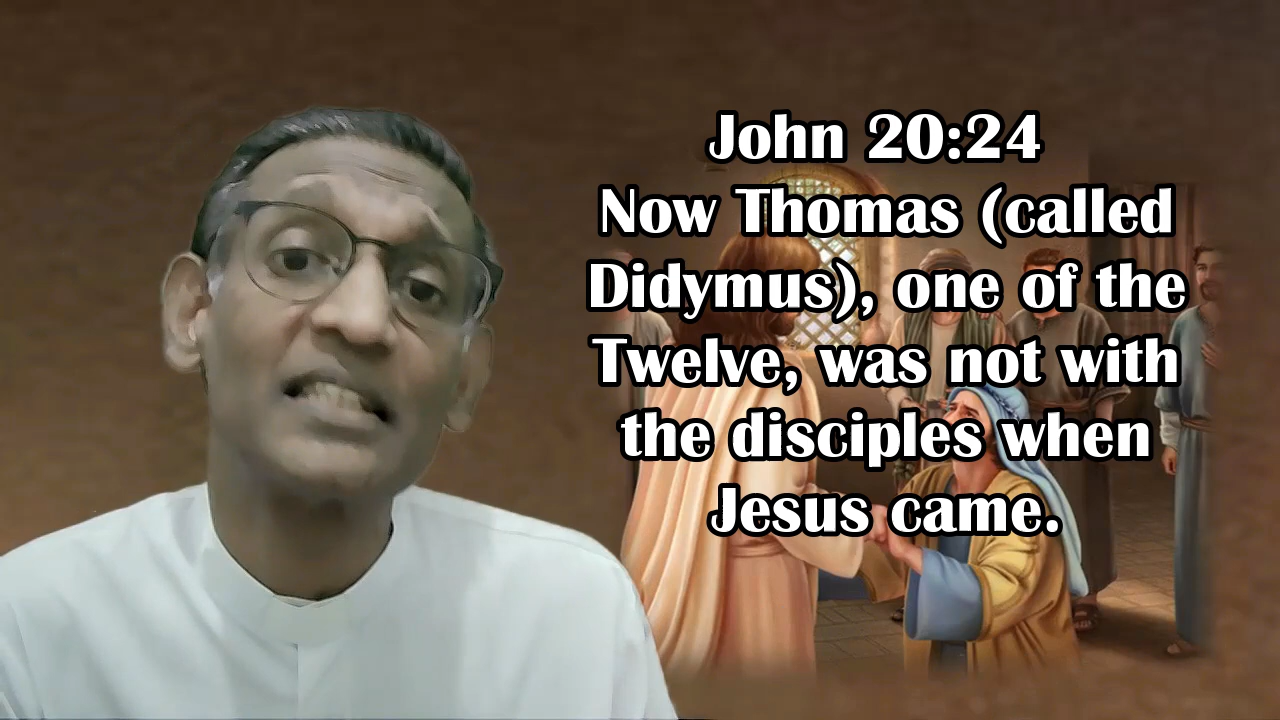 John 20:24
Now Thomas (called
Didymus), one of the
Twelve, was not with
the disciples when
Jesus came.